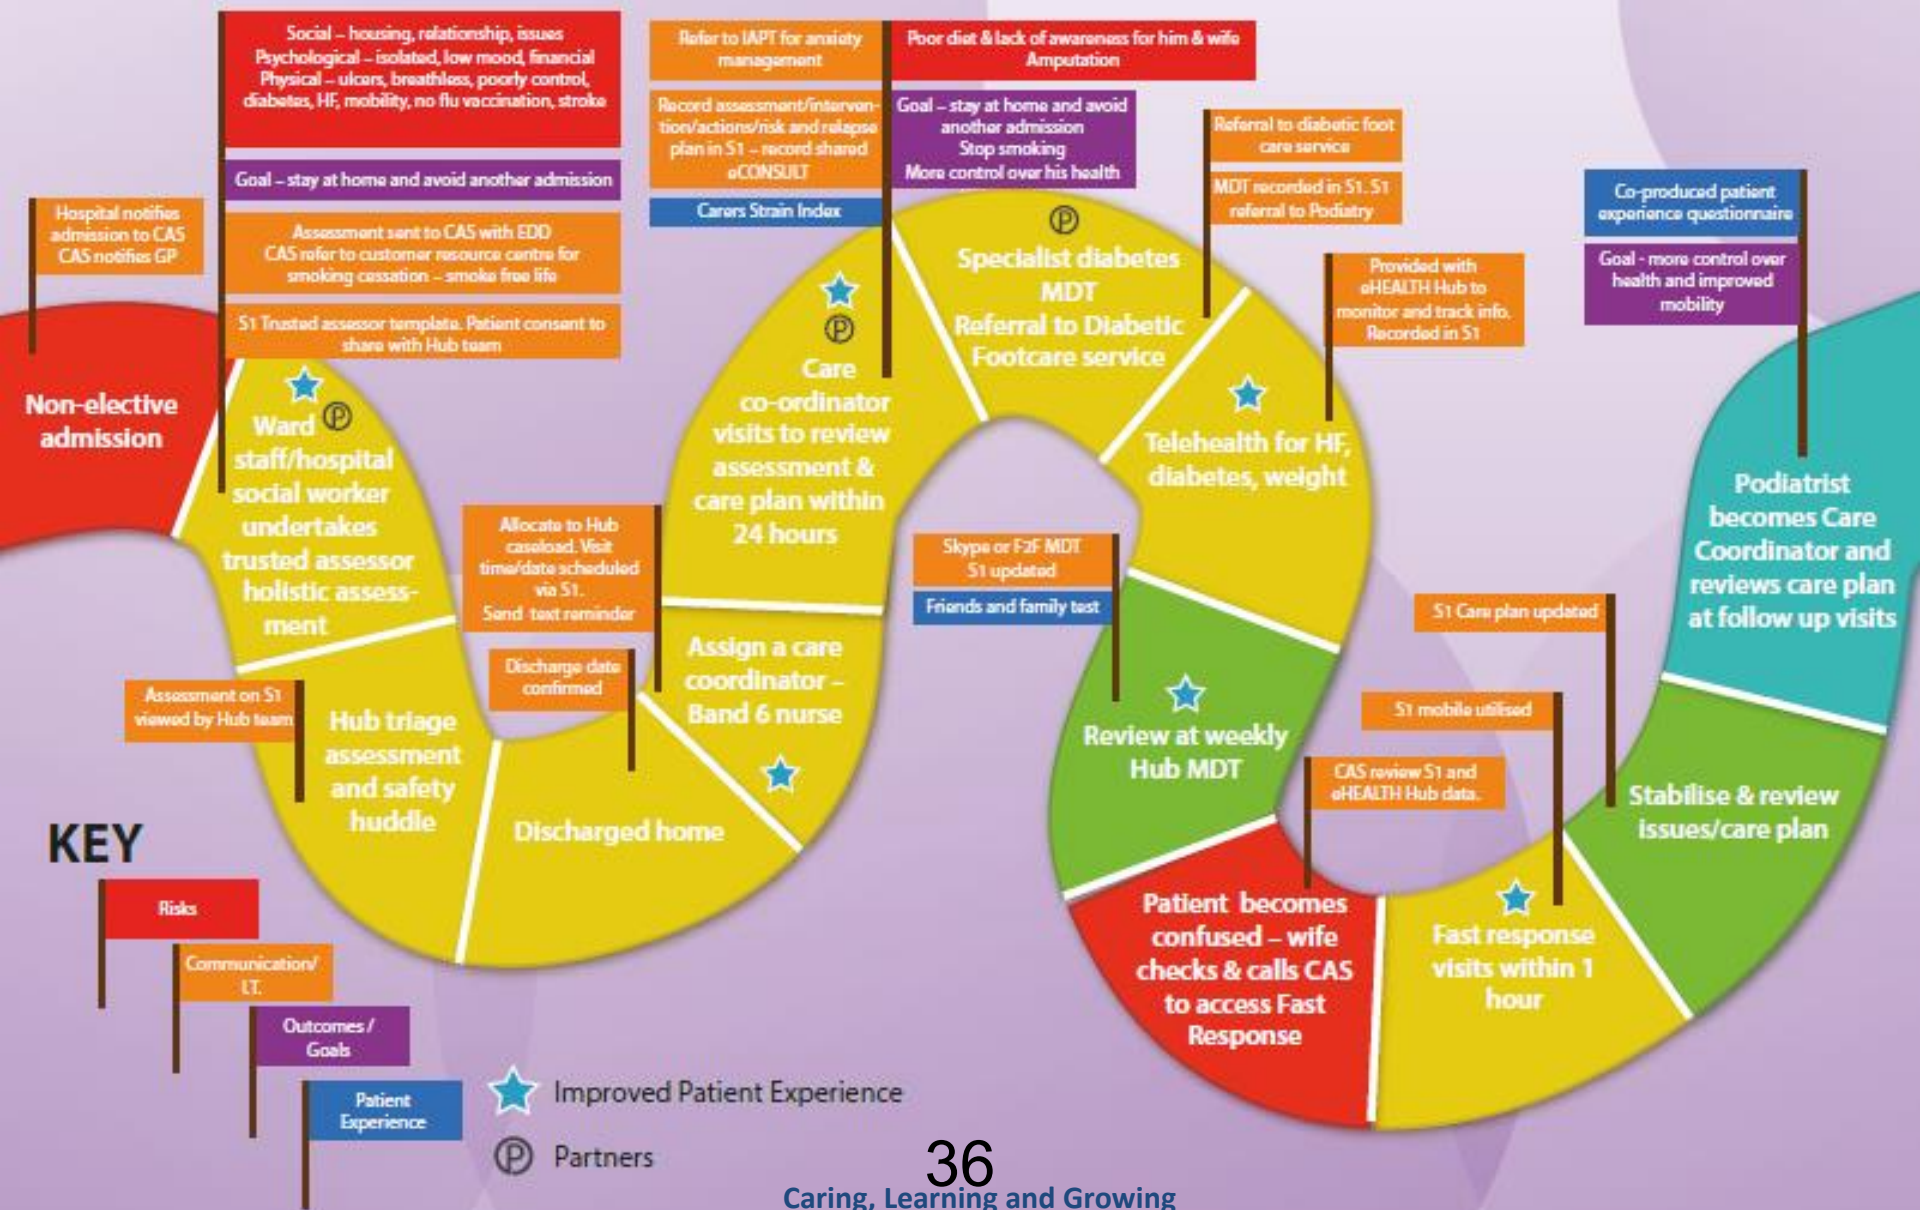 Social – housing, relationship, issues
Psychological – isolated, low mood, financial
Physical – ulcers, breathless, poorly control,
diabetes, HF, mobility, no flu vaccination, stroke
Goal – stay at home and avoid another admission
Hospital notifies
admission to CAS
CAS notifies GP
Assessment sent to CAS with EDD
CAS refer to customer resource centre for
smoking cessation – smoke free life
S1 Trusted assessor template. Patient consent to
share with Hub team
Non-elective
admission
Ward
staff/hospital
social worker
undertakes
trusted assessor
holistic assess-
ment
Assessment on S1
viewed by Hub team
Hub triage
assessment
and safety
huddle
Discharge date
confirmed
Discharged home
Allocate to Hub
caseload. Visit
time/date scheduled
via S1.
Send text reminder
Assign a care
coordinator –
Band 6 nurse
Refer to IAPT for anxiety
management
Record assessment/interven-
tion/actions/risk and relapse
plan in S1 – record shared
eCONSULT
Carers Strain Index
Poor diet & lack of awareness for him & wife
Amputation
Goal – stay at home and avoid
another admission
Stop smoking
More control over his health
Care
co-ordinator
visits to review
assessment &
care plan within
24 hours
Specialist diabetes
MDT
Referral to Diabetic
Footcare service
Referral to diabetic foot
care service
MDT recorded in S1. S1
referral to Podiatry
Provided with
eHEALTH Hub to
monitor and track info.
Recorded in S1
Telehealth for HF,
diabetes, weight
Skype or F2F MDT
S1 updated
Friends and family test
Review at weekly
Hub MDT
CAS review S1 and
eHEALTH Hub data.
Patient becomes
confused – wife
checks & calls CAS
to access Fast
Response
S1 mobile utilised
Fast response
visits within 1
hour
S1 Care plan updated
Stabilise & review
issues/care plan
Co-produced patient
experience questionnaire
Goal - more control over
health and improved
mobility
Podiatrist
becomes Care
Coordinator and
reviews care plan
at follow up visits
KEY
Risks
Communication/
I.T.
Outcomes /
Goals
Patient
Experience
Improved Patient Experience
P Partners
36
Caring, Learning and Growing